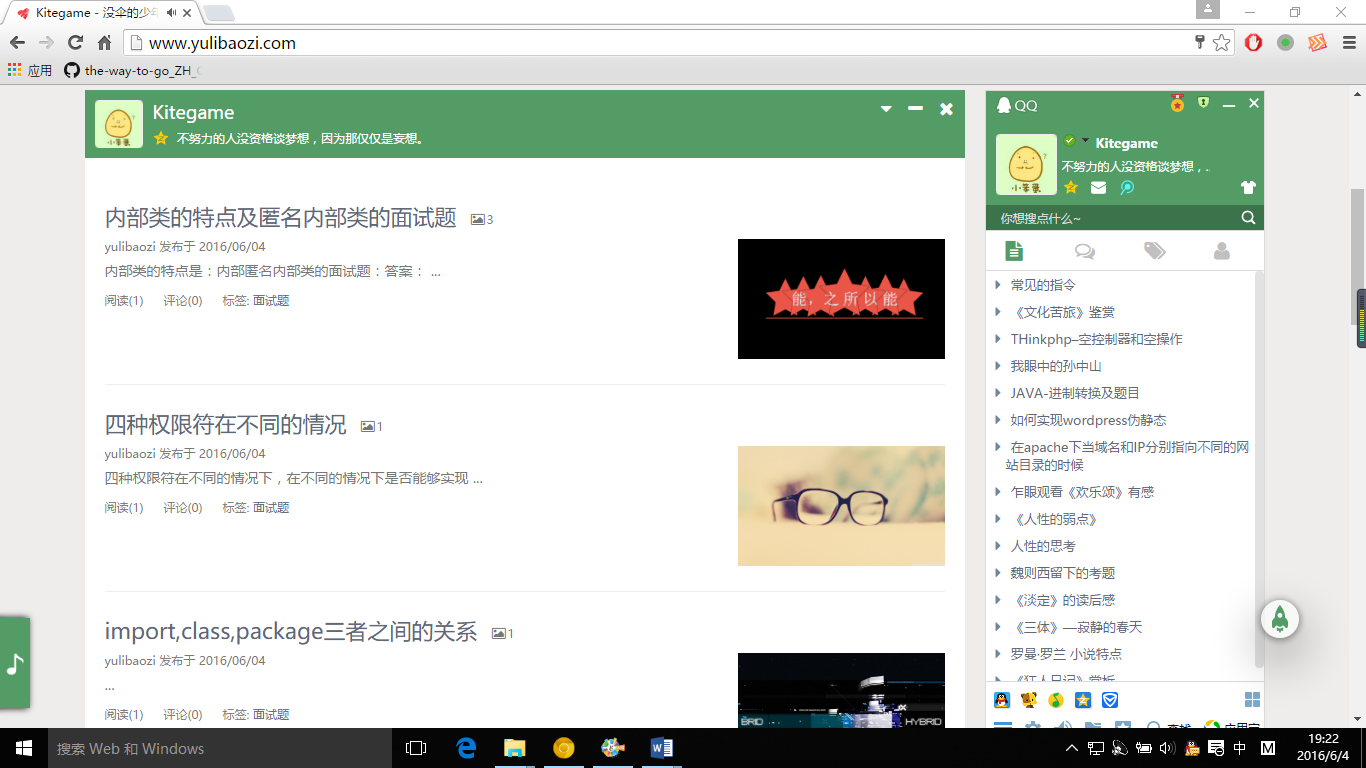 Kitegame - 没伞的少年
www.yulibaozi.com
应用
the-way-to-go_ZH_
Kitegame
不努力的人没资格谈梦想，因为那仅仅是妄想。
内部类的特点及匿名内部类的面试题 3
yulibaozi 发布于 2016/06/04
内部类的特点是：内部匿名内部类的面试题：答案： ...
阅读(1) 评论(0) 标签: 面试题
能，之所以能
四种权限符在不同的情况 1
yulibaozi 发布于 2016/06/04
四种权限符在不同的情况下，在不同的情况下是否能够实现 ...
阅读(1) 评论(0) 标签: 面试题
import,class,package三者之间的关系 1
yulibaozi 发布于 2016/06/04
...
阅读(1) 评论(0) 标签: 面试题
BRID
HYBRID
QQ
小笨蛋
Kitegame
不努力的人没资格谈梦想，.
你想搜点什么~
常见的指令
《文化苦旅》鉴赏
THinkphp–空控制器和空操作
我眼中的孙中山
JAVA-进制转换及题目
如何实现wordpress伪静态
在apache下当域名和IP分别指向不同的网
站目录的时候
乍眼观看《欢乐颂》有感
《人性的弱点》
人性的思考
魏则西留下的考题
《淡定》的读后感
《三体》—寂静的春天
罗曼·罗兰 小说特点
《狂人日记》赏析
查找
应用宝
搜索 Web 和 Windows
中
M
19:22
2016/6/4